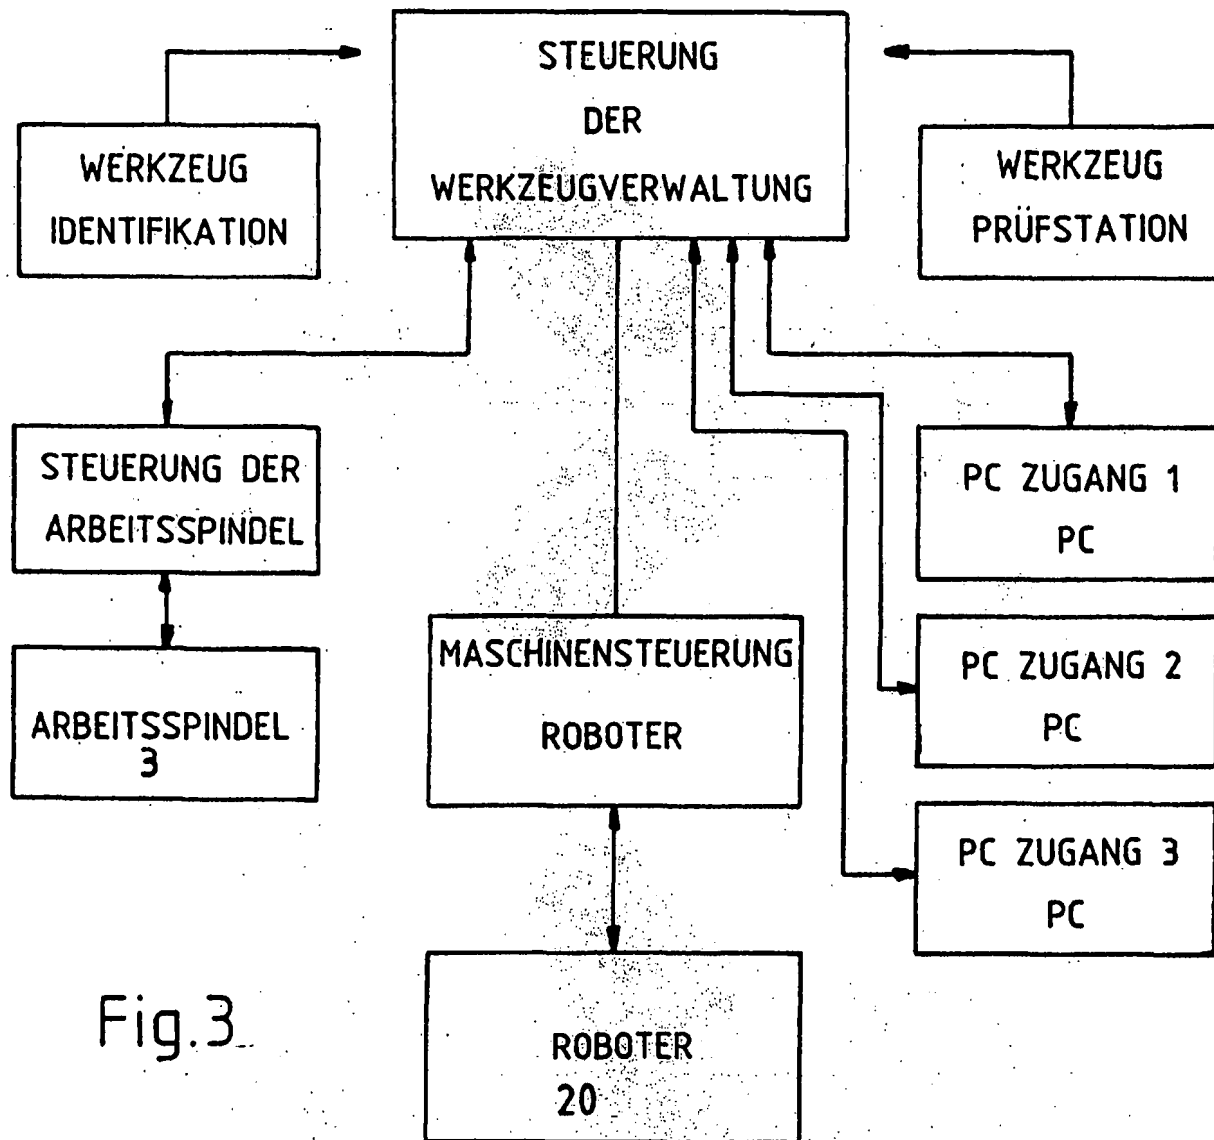 STEUERUNG
DER
WERKZEUGVERWALTUNG
WERKZEUG
IDENTIFIKATION
WERKZEUG
PRÜFSTATION
STEUERUNG DER
ARBEITSSPINDEL
ARBEITSSPINDEL
3
MASCHINENSTEUERUNG
ROBOTER
ROBOTER
20
PC ZUGANG 1
PC
PC ZUGANG 2
PC
PC ZUGANG 3
PC
Fig.3